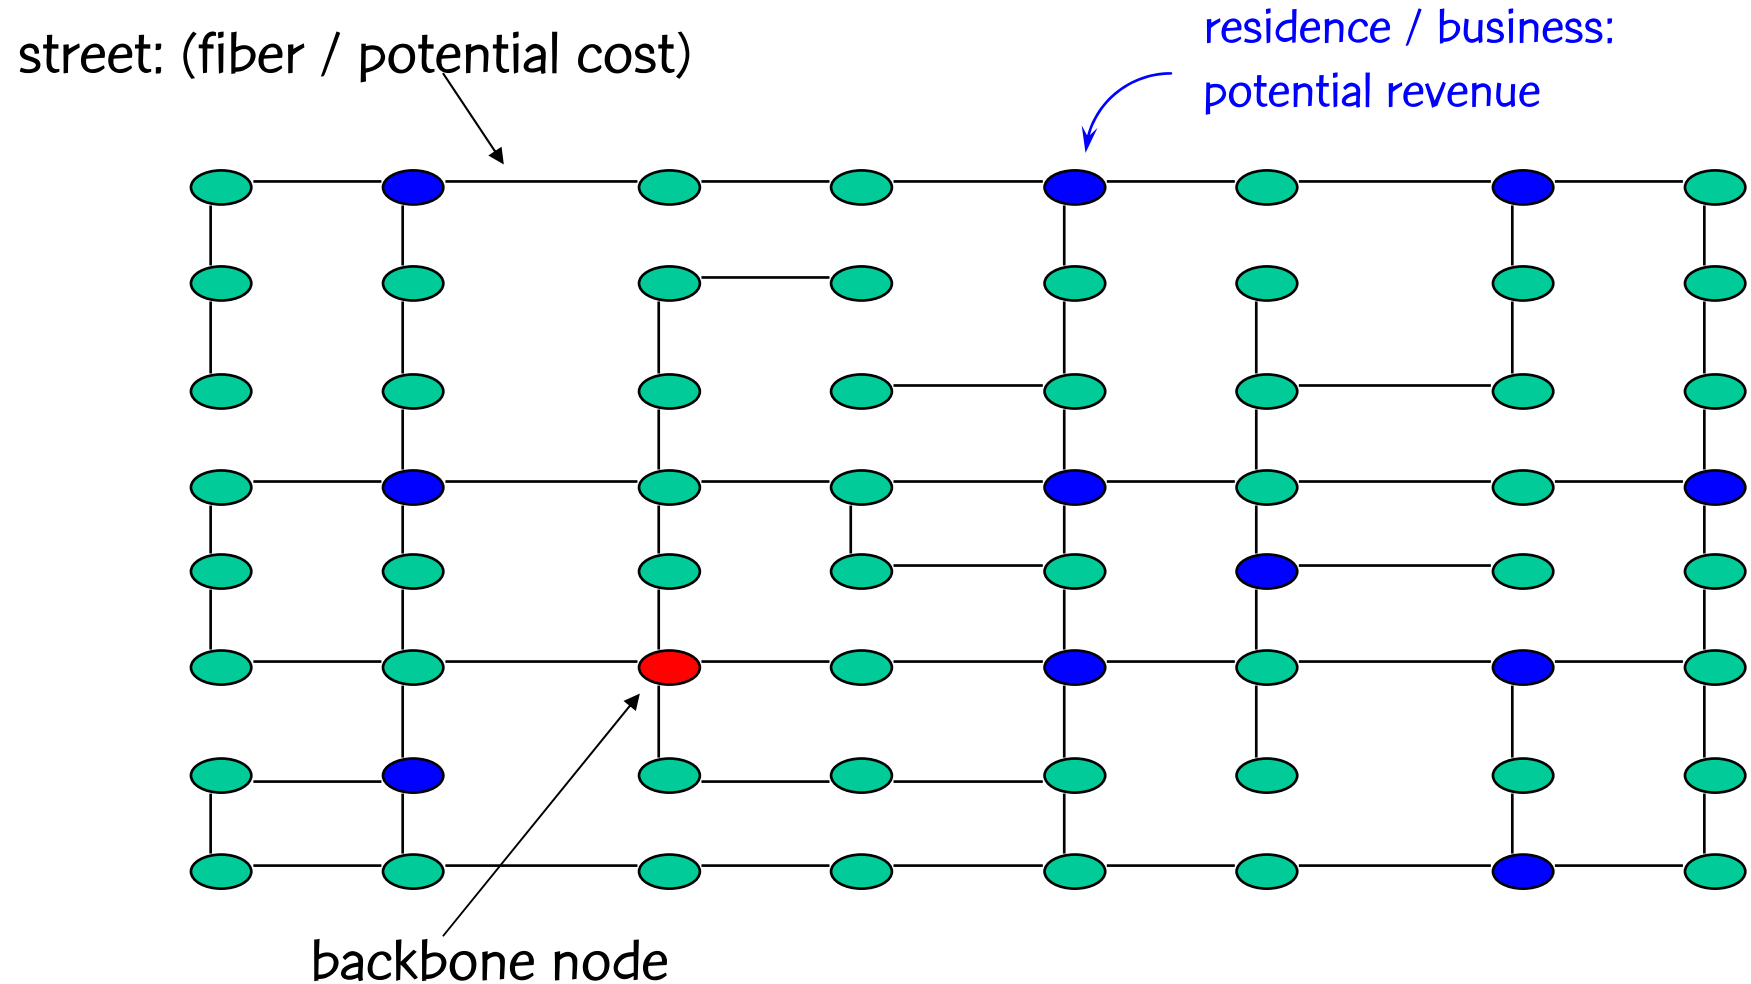 street: (fiber / potential cost)
residence / business:
potential revenue
backbone node